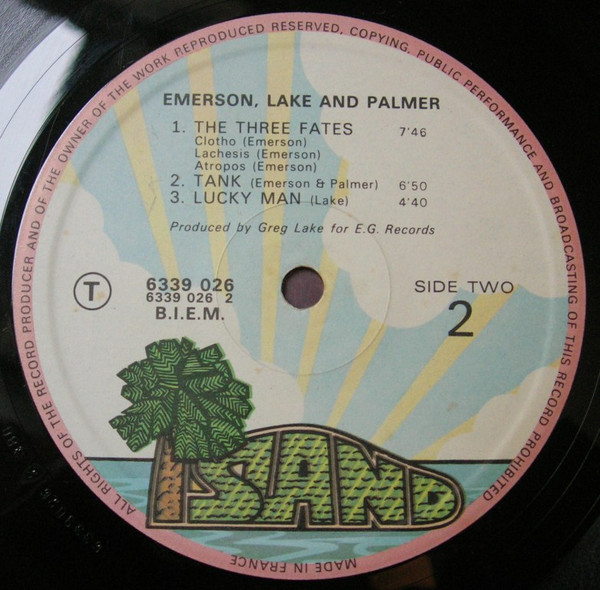 ALL RIGHTS OF THE RECORD PRODUCER AND OF THE OWNER OF THE WORK REPRODUCED RESERVED, COPYING, PUBLIC PERFORMANCE AND BROADCASTING OF THIS RECORD PROHIBITED
EMERSON, LAKE AND PALMER
1. THE THREE FATES 7'46
Clotho (Emerson)
Lachesis (Emerson)
Atropos (Emerson)
2. TANK (Emerson & Palmer) 6'50
3. LUCKY MAN (Lake) 4'40
Produced by Greg Lake for E.G. Records
T
6339 026
6339 026 2
B.I.E.M.
SIDE TWO
2
ISLAND
MADE IN FRANCE